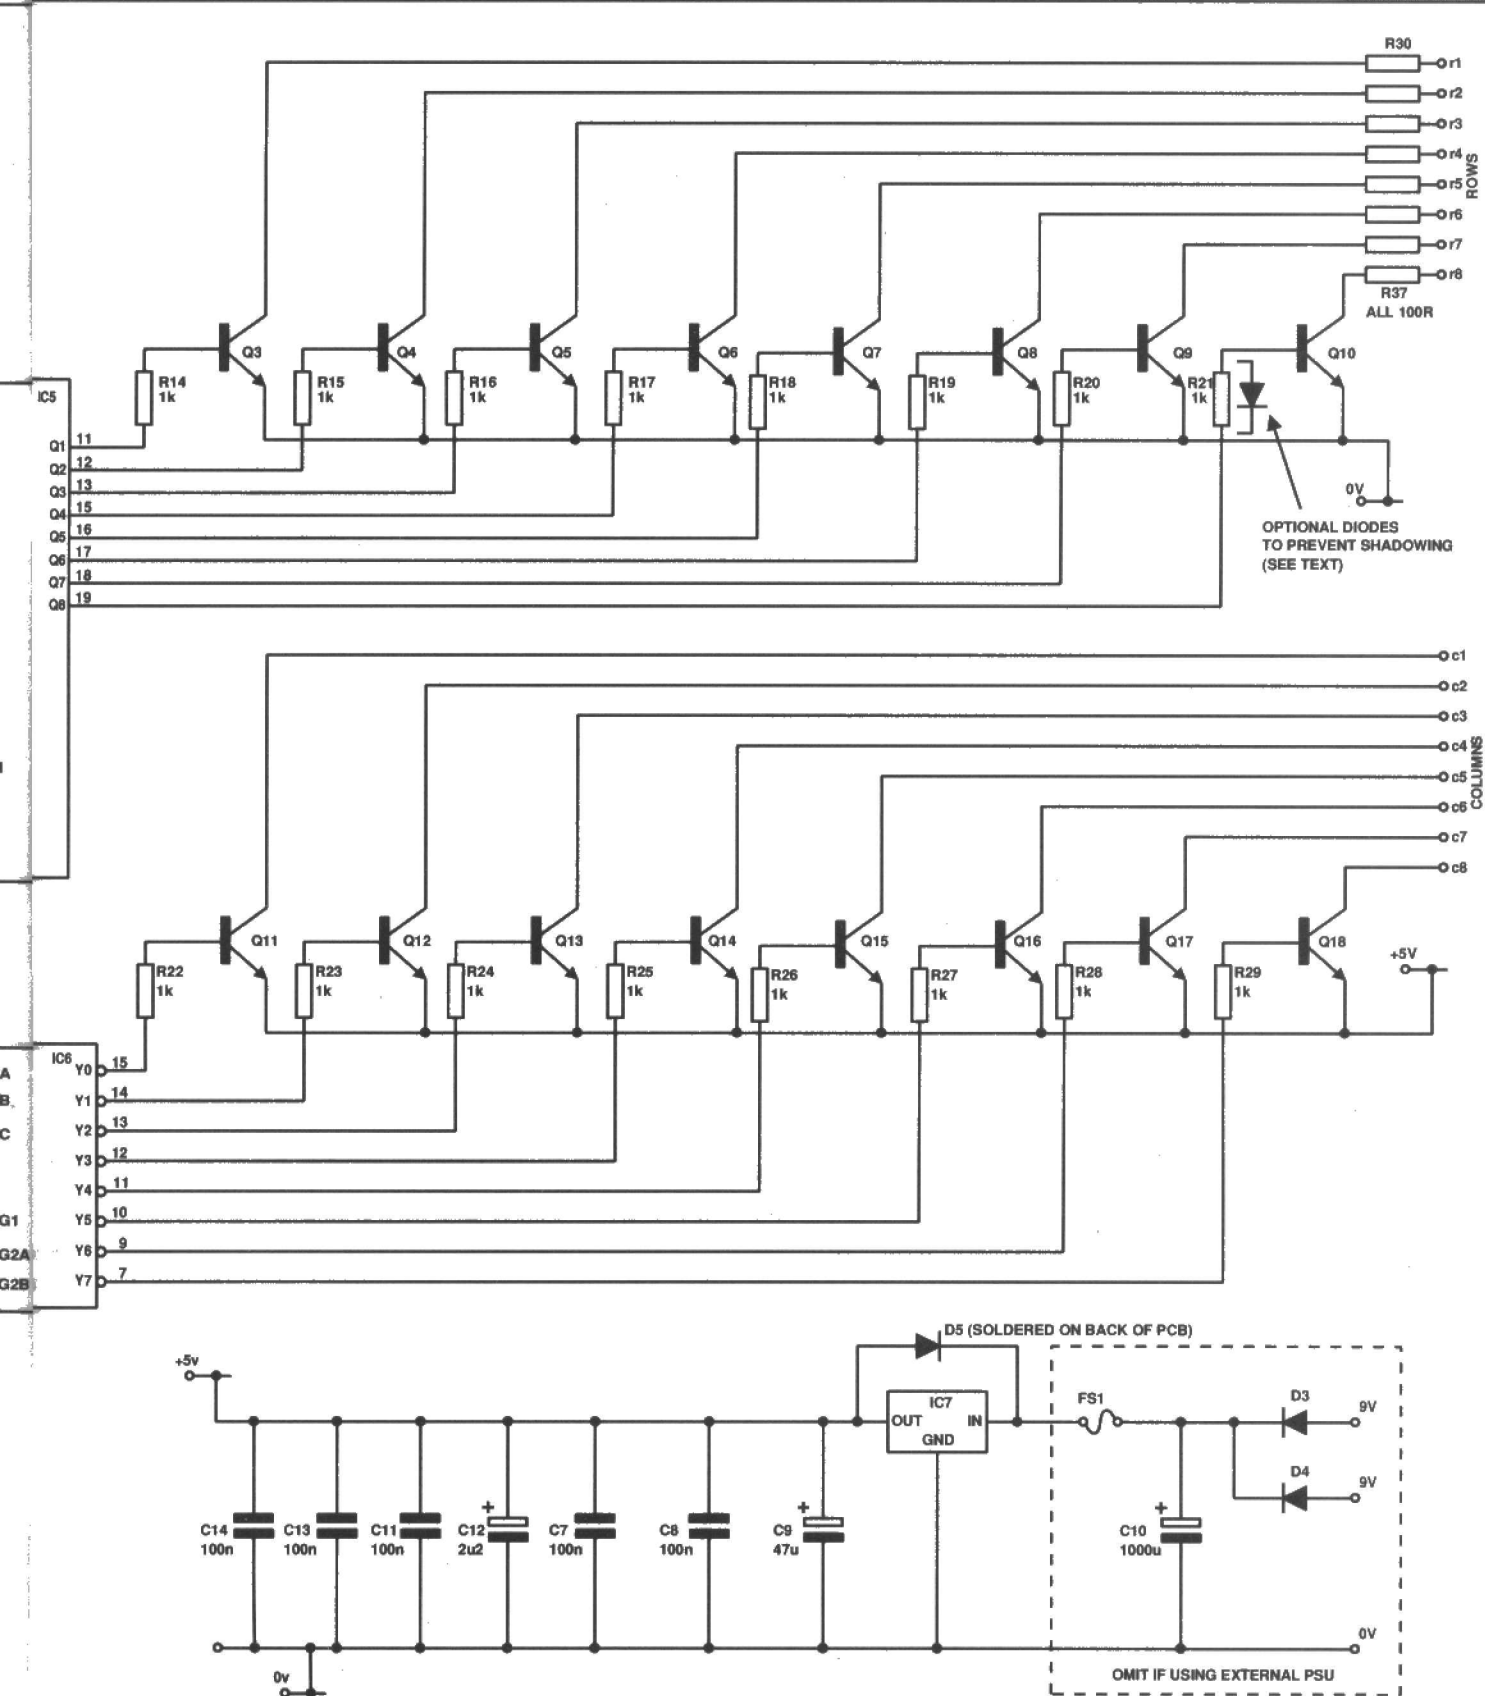 R30
r1
r2
r3
r4
r5
r6
r7
r8
ROWS
R37
ALL 100R
Q3 Q4 Q5 Q6 Q7 Q8 Q9 Q10
R14 1k
R15 1k
R16 1k
R17 1k
R18 1k
R19 1k
R20 1k
R21 1k
IC5
Q1 11
Q2 12
Q3 13
Q4 15
Q5 16
Q6 17
Q7 18
Q8 19
0V
OPTIONAL DIODES
TO PREVENT SHADOWING
(SEE TEXT)
c1
c2
c3
c4
c5
c6
c7
c8
COLUMNS
Q11 Q12 Q13 Q14 Q15 Q16 Q17 Q18
+5V
R22 1k
R23 1k
R24 1k
R25 1k
R26 1k
R27 1k
R28 1k
R29 1k
IC6
A
B
C
G1
G2A
G2B
Y0 15
Y1 14
Y2 13
Y3 12
Y4 11
Y5 10
Y6 9
Y7 7
D5 (SOLDERED ON BACK OF PCB)
+5v
IC7
OUT IN
GND
FS1
D3
9V
D4
9V
C14 100n
C13 100n
C11 100n
+
C12 2u2
C7 100n
C8 100n
+
C9 47u
+
C10 1000u
0V
0v
OMIT IF USING EXTERNAL PSU